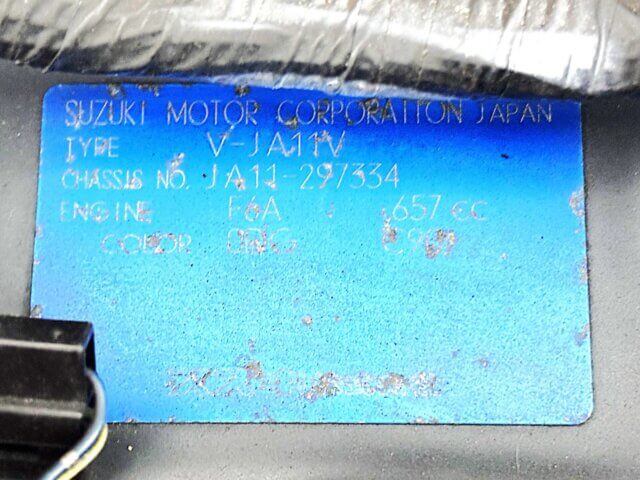 SUZUKI MOTOR CORPORATION JAPAN
TYPE V-JA11V
CHASSIS NO. JA11-297334
ENGINE F6A 657 CC
COLOR